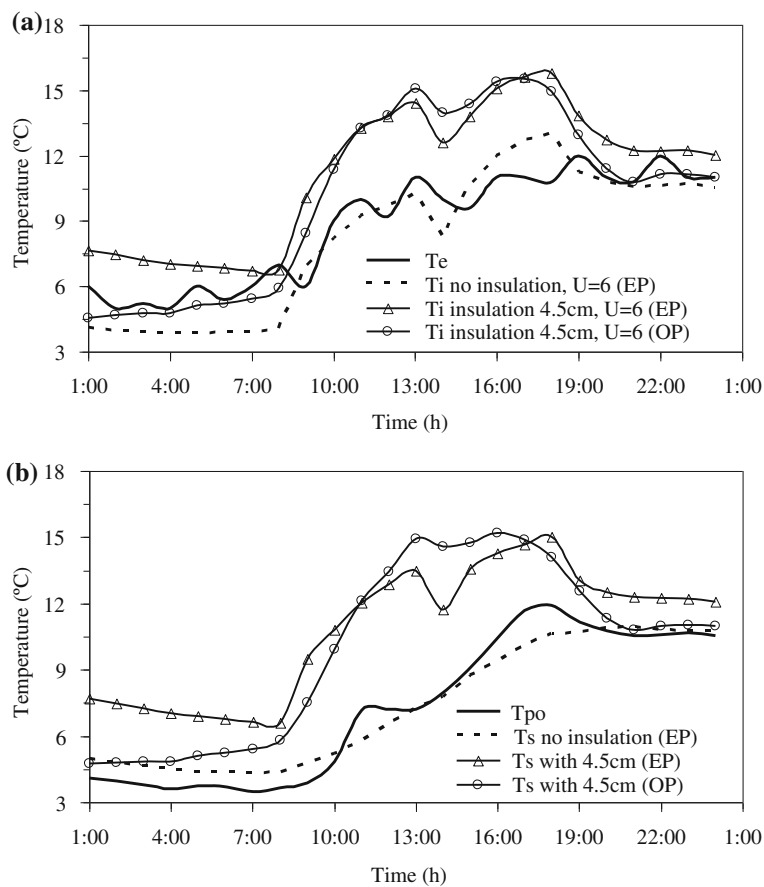 (a)
18
15
12
9
6
3
Temperature (ºC)
Te
Ti no insulation, U=6 (EP)
Ti insulation 4.5cm, U=6 (EP)
Ti insulation 4.5cm, U=6 (OP)
1:00 4:00 7:00 10:00 13:00 16:00 19:00 22:00 1:00
Time (h)
(b)
18
15
12
9
6
3
Temperature (ºC)
Tpo
Ts no insulation (EP)
Ts with 4.5cm (EP)
Ts with 4.5cm (OP)
1:00 4:00 7:00 10:00 13:00 16:00 19:00 22:00 1:00
Time (h)